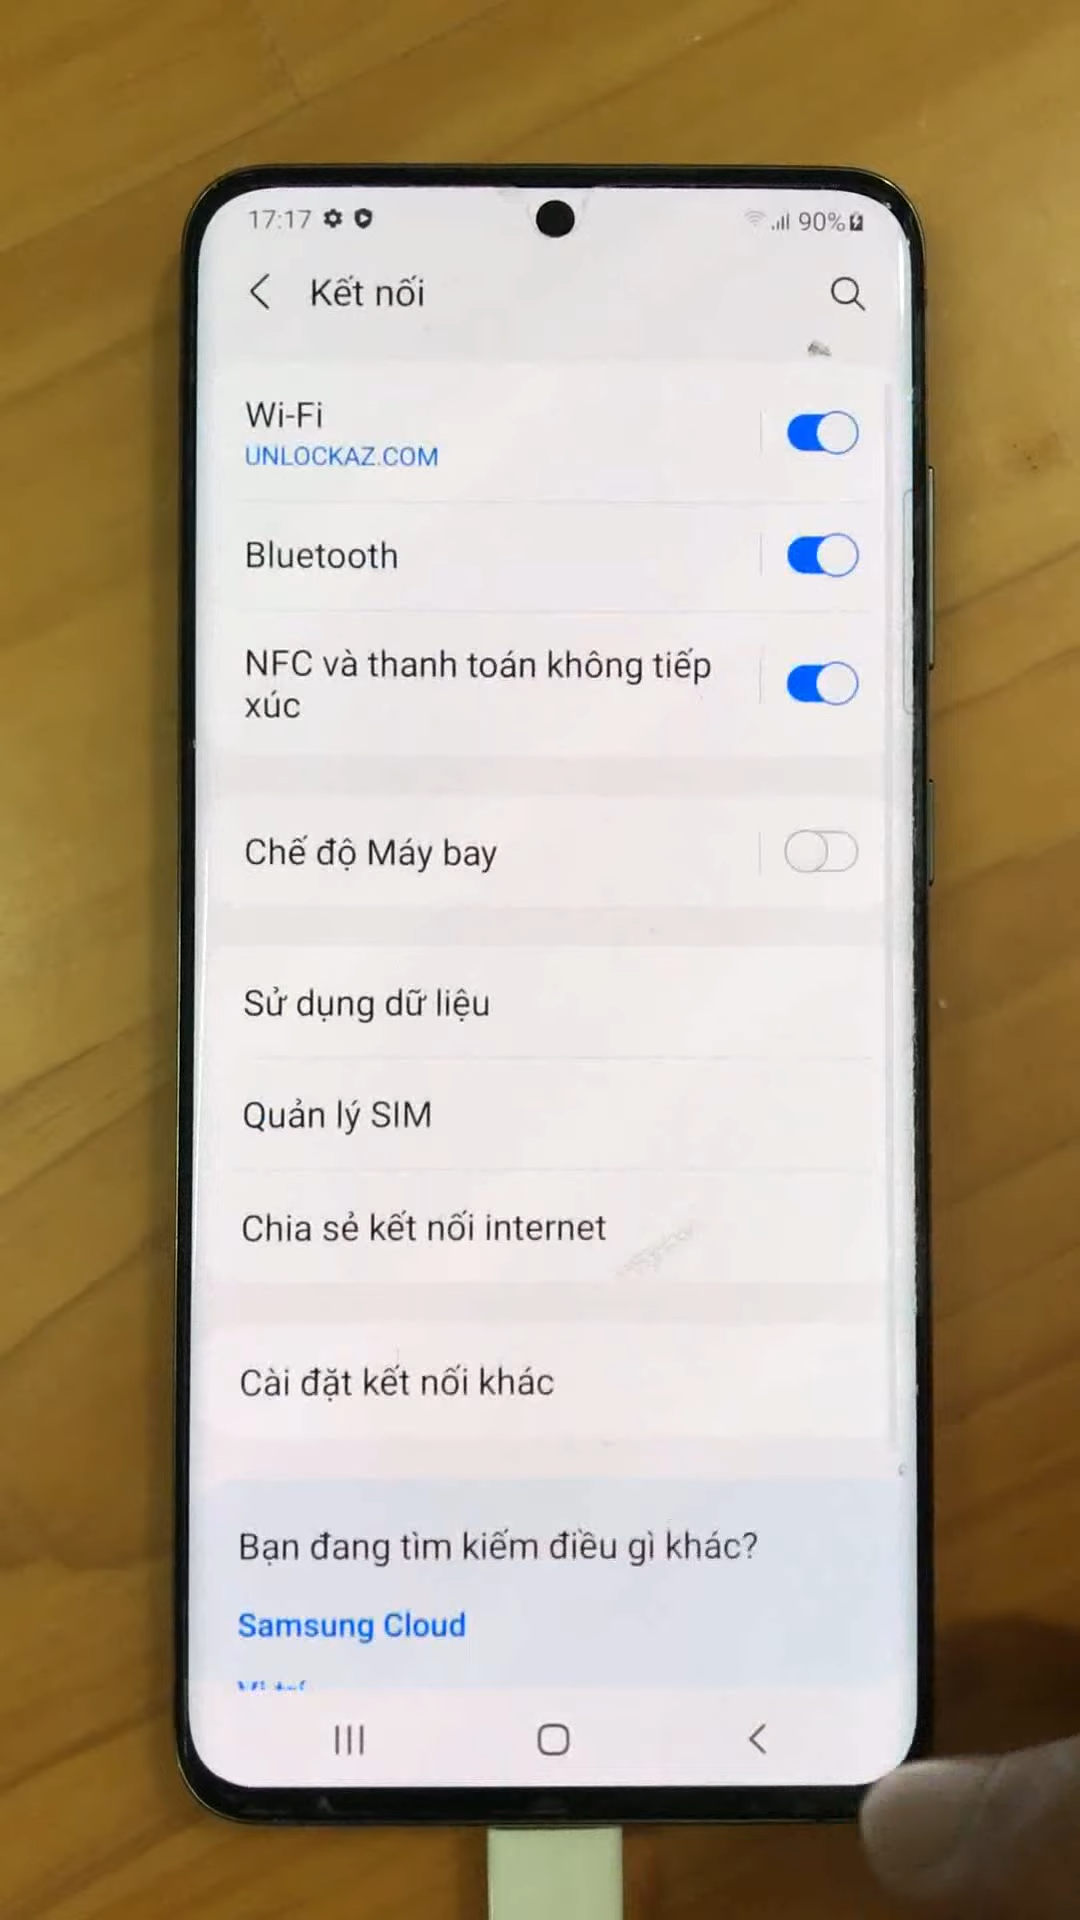 17:17 90%
Kết nối
Wi-Fi
UNLOCKAZ.COM
Bluetooth
NFC và thanh toán không tiếp
xúc
Chế độ Máy bay
Sử dụng dữ liệu
Quản lý SIM
Chia sẻ kết nối internet
Cài đặt kết nối khác
Bạn đang tìm kiếm điều gì khác?
Samsung Cloud